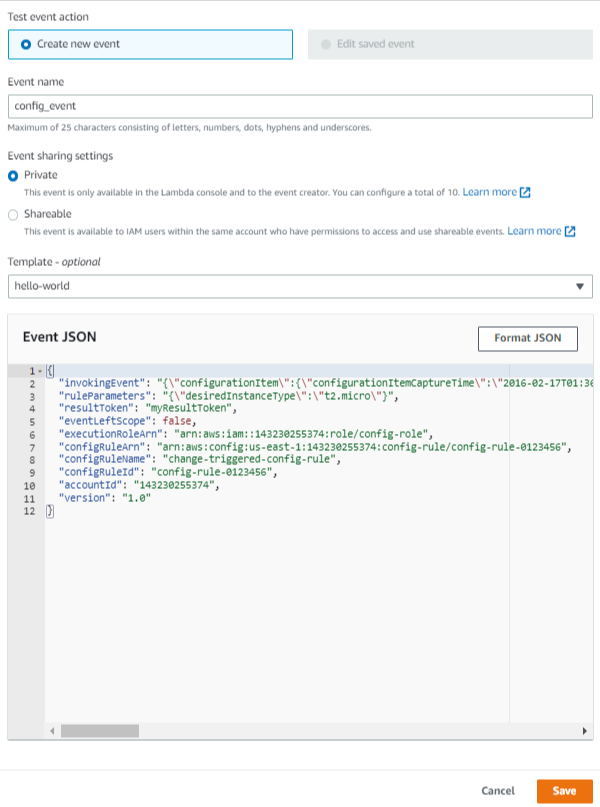 Test event action
Create new event
Edit saved event
Event name
config_event
Maximum of 25 characters consisting of letters, numbers, dots, hyphens and underscores.
Event sharing settings
Private
This event is only available in the Lambda console and to the event creator. You can configure a total of 10. Learn more
Shareable
This event is available to IAM users within the same account who have permissions to access and use shareable events. Learn more
Template - optional
hello-world
Event JSON
Format JSON
1 {
2 "invokingEvent": "{\"configurationItem\":{\"configurationItemCaptureTime\":\"2016-02-17T01:36
3 "ruleParameters": "{\"desiredInstanceType\":\"t2.micro\"}",
4 "resultToken": "myResultToken",
5 "eventLeftScope": false,
6 "executionRoleArn": "arn:aws:iam::143230255374:role/config-role",
7 "configRuleArn": "arn:aws:config:us-east-1:143230255374:config-rule/config-rule-0123456",
8 "configRuleName": "change-triggered-config-rule",
9 "configRuleId": "config-rule-0123456",
10 "accountId": "143230255374",
11 "version": "1.0"
12 }
Cancel
Save